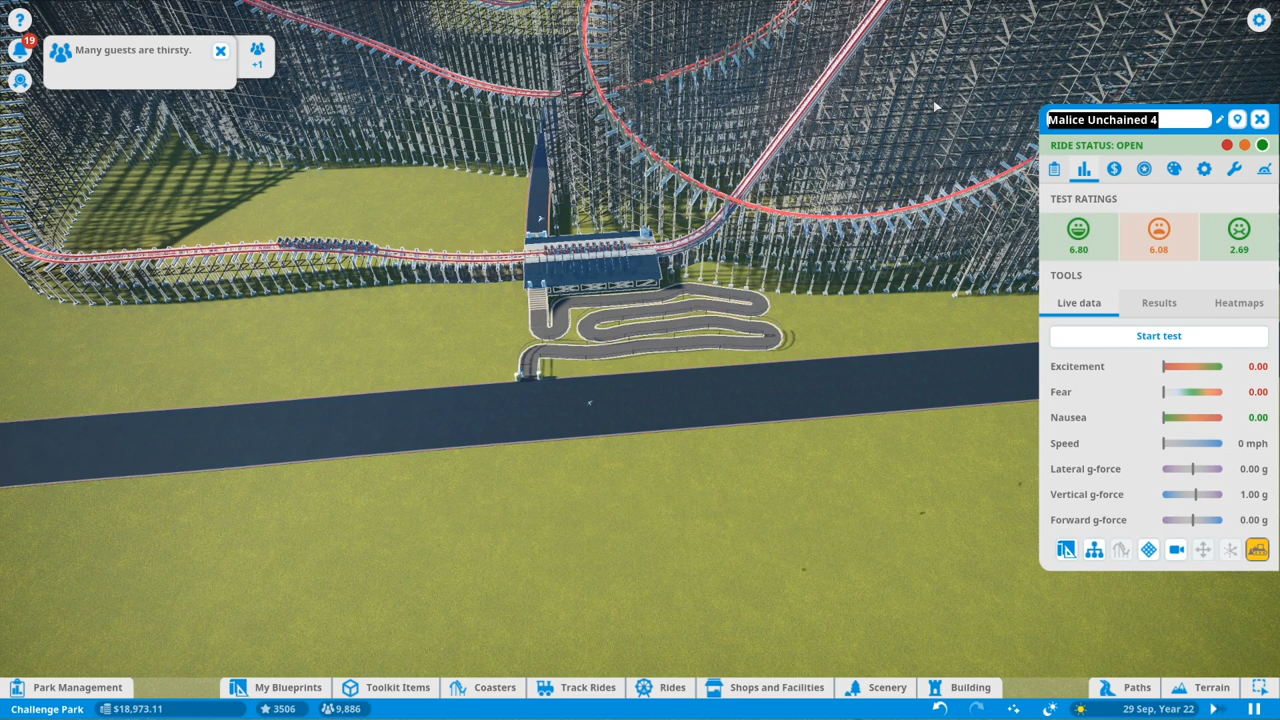 ?
19
Many guests are thirsty.
+1
Malice Unchained 4
RIDE STATUS: OPEN
TEST RATINGS
6.80
6.08
2.69
TOOLS
Live data
Results
Heatmaps
Start test
Excitement
0.00
Fear
0.00
Nausea
0.00
Speed
0 mph
Lateral g-force
0.00 g
Vertical g-force
1.00 g
Forward g-force
0.00 g
Park Management
My Blueprints
Toolkit Items
Coasters
Track Rides
Rides
Shops and Facilities
Scenery
Building
Paths
Terrain
Challenge Park
$18,973.11
3506
9,886
29 Sep, Year 22